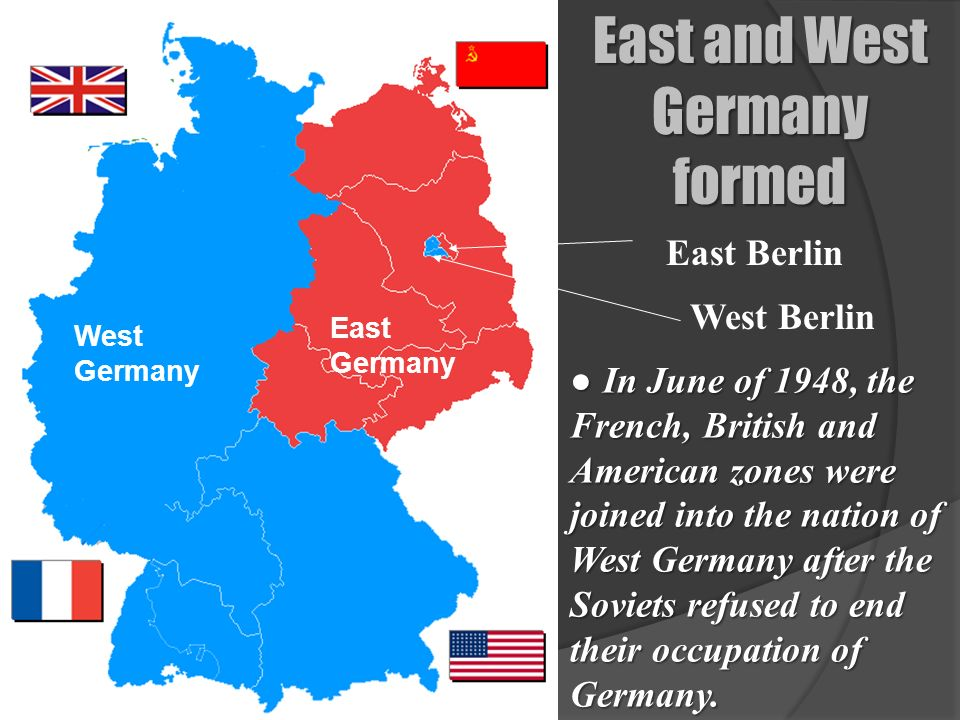 East and West
Germany
formed
East Berlin
West Berlin
West
Germany
East
Germany
● In June of 1948, the
French, British and
American zones were
joined into the nation of
West Germany after the
Soviets refused to end
their occupation of
Germany.